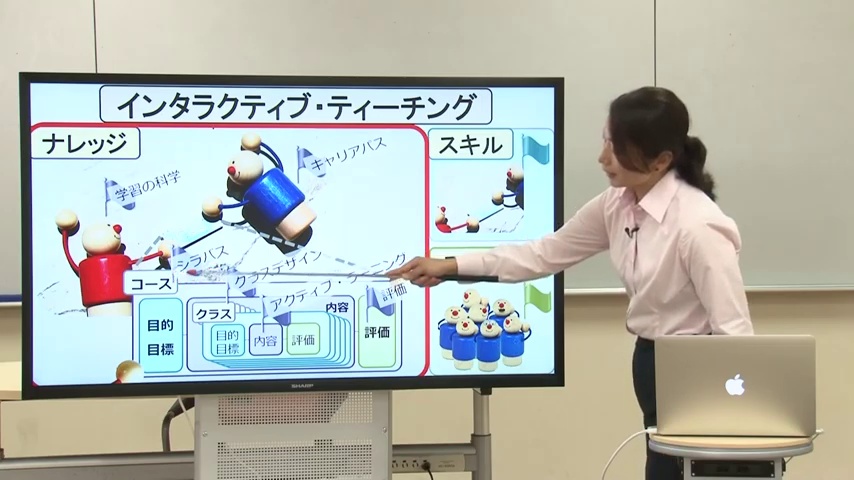 インタラクティブ・ティーチング
ナレッジ
スキル
学習の科学
キャリアパス
シラバス
クラスデザイン
アクティブ・ラーニング
評価
コース
目的
目標
クラス
内容
目的
目標
内容
評価
評価
SHARP